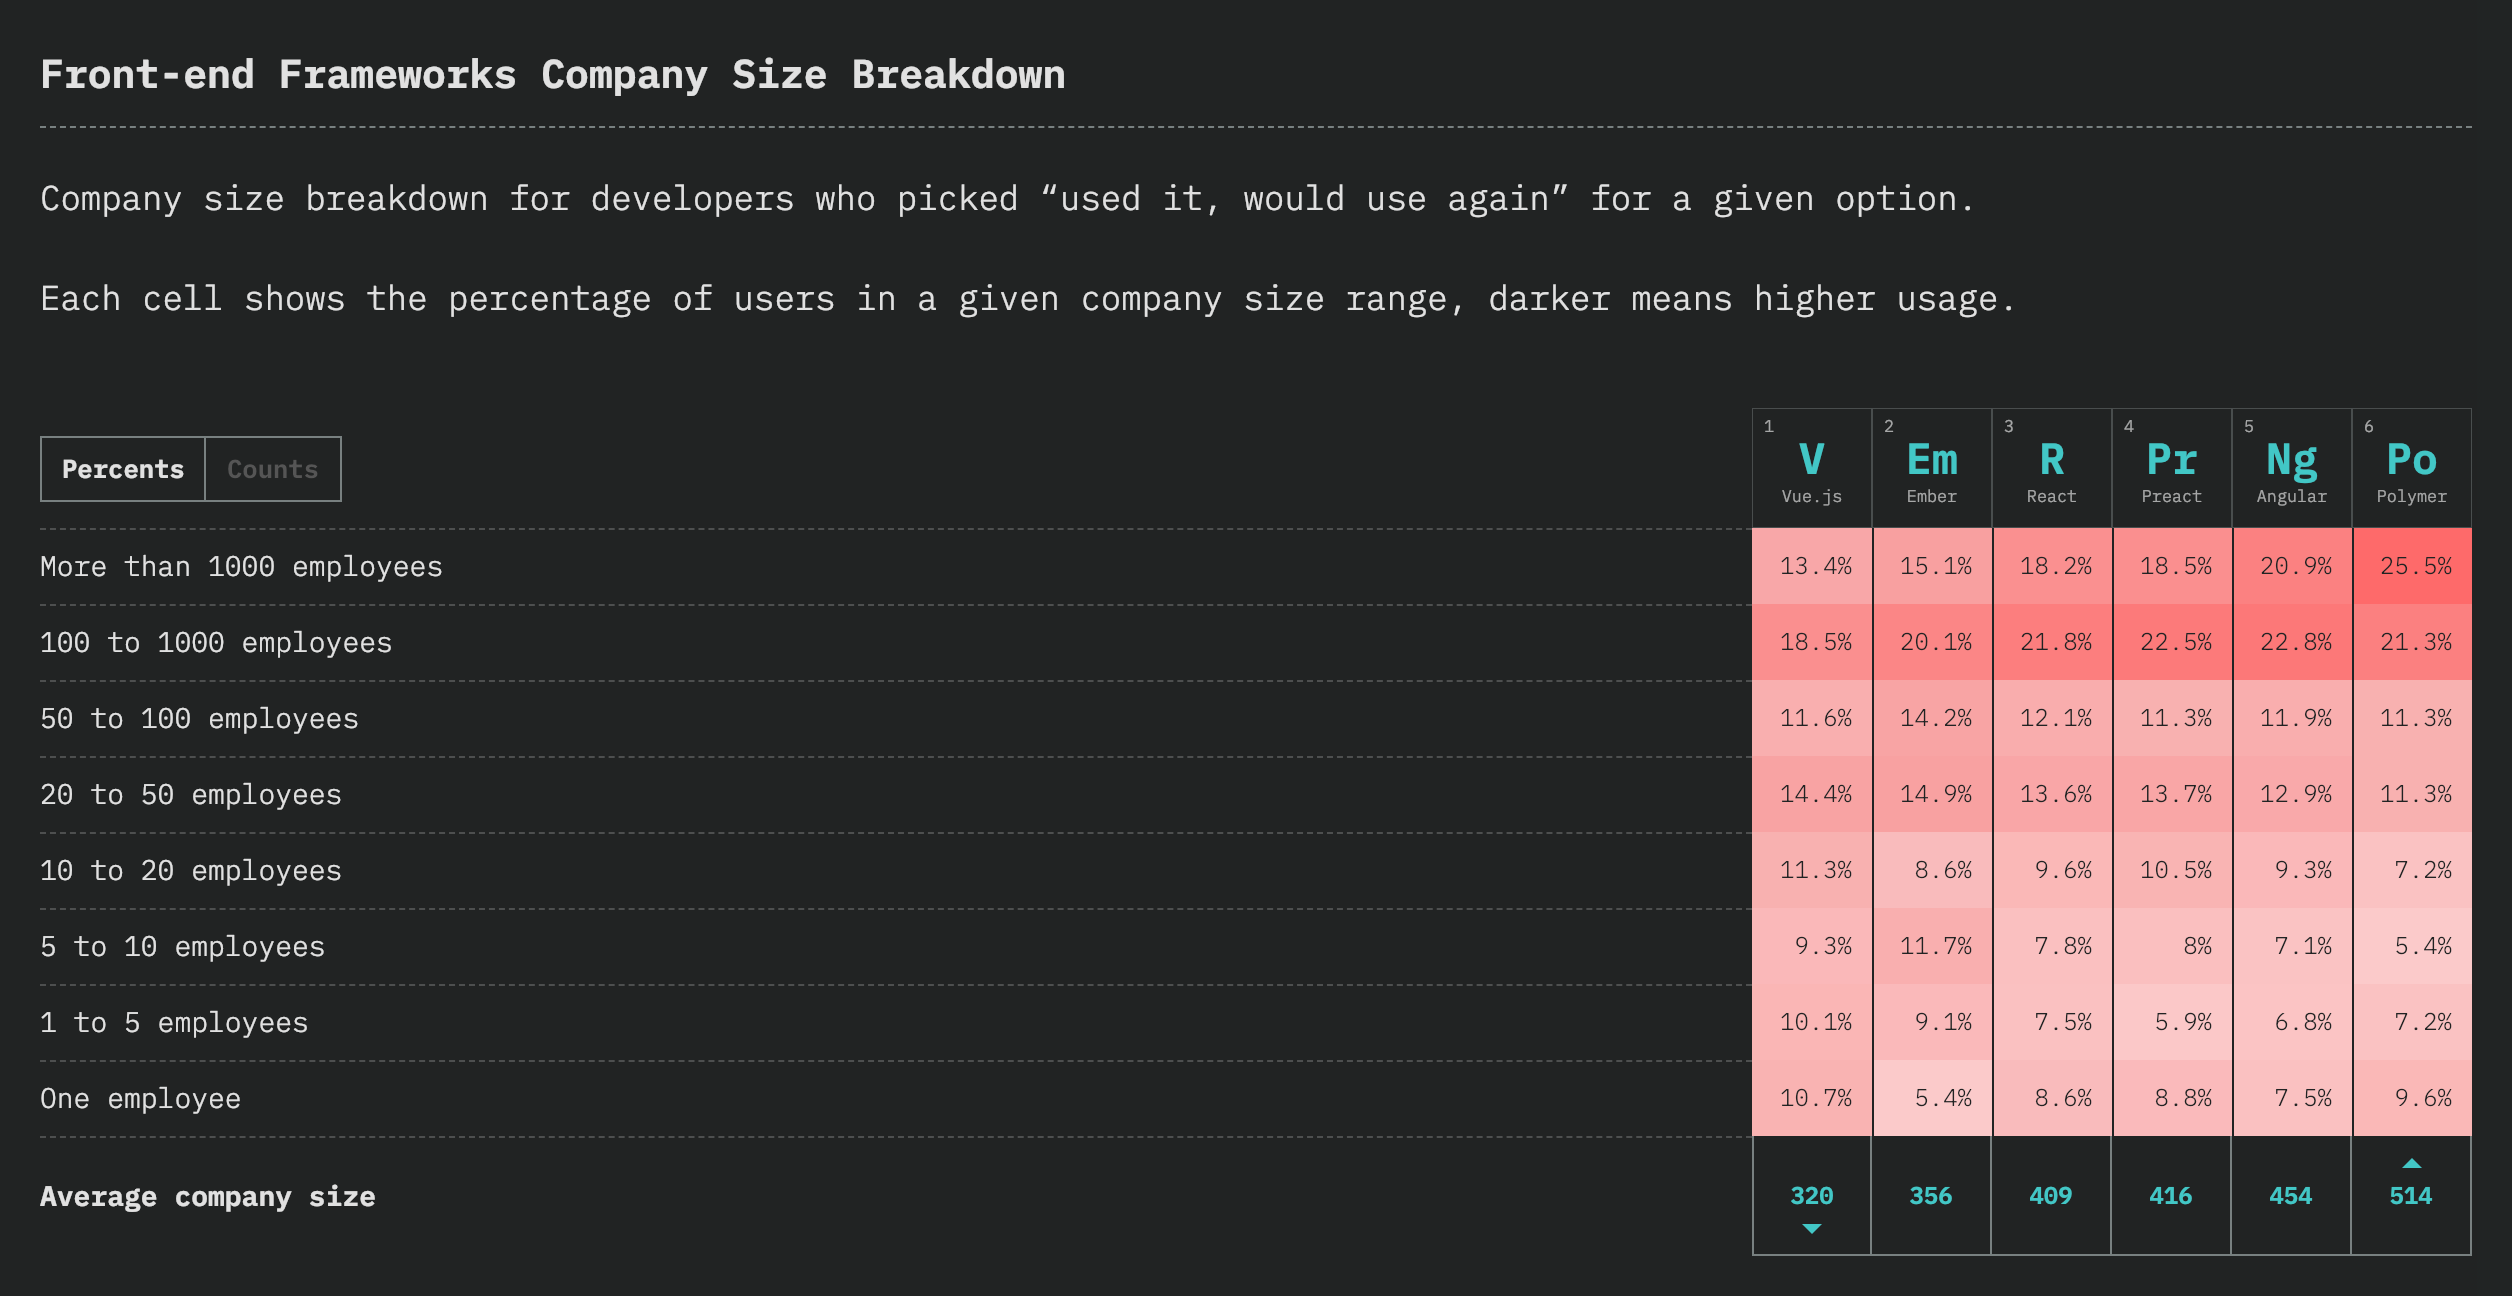 Front-end Frameworks Company Size Breakdown
Company size breakdown for developers who picked “used it, would use again” for a given option.
Each cell shows the percentage of users in a given company size range, darker means higher usage.
Percents Counts
1 2 3 4 5 6
V Em R Pr Ng Po
Vue.js Ember React Preact Angular Polymer
More than 1000 employees 13.4% 15.1% 18.2% 18.5% 20.9% 25.5%
100 to 1000 employees 18.5% 20.1% 21.8% 22.5% 22.8% 21.3%
50 to 100 employees 11.6% 14.2% 12.1% 11.3% 11.9% 11.3%
20 to 50 employees 14.4% 14.9% 13.6% 13.7% 12.9% 11.3%
10 to 20 employees 11.3% 8.6% 9.6% 10.5% 9.3% 7.2%
5 to 10 employees 9.3% 11.7% 7.8% 8% 7.1% 5.4%
1 to 5 employees 10.1% 9.1% 7.5% 5.9% 6.8% 7.2%
One employee 10.7% 5.4% 8.6% 8.8% 7.5% 9.6%
Average company size 320 356 409 416 454 514